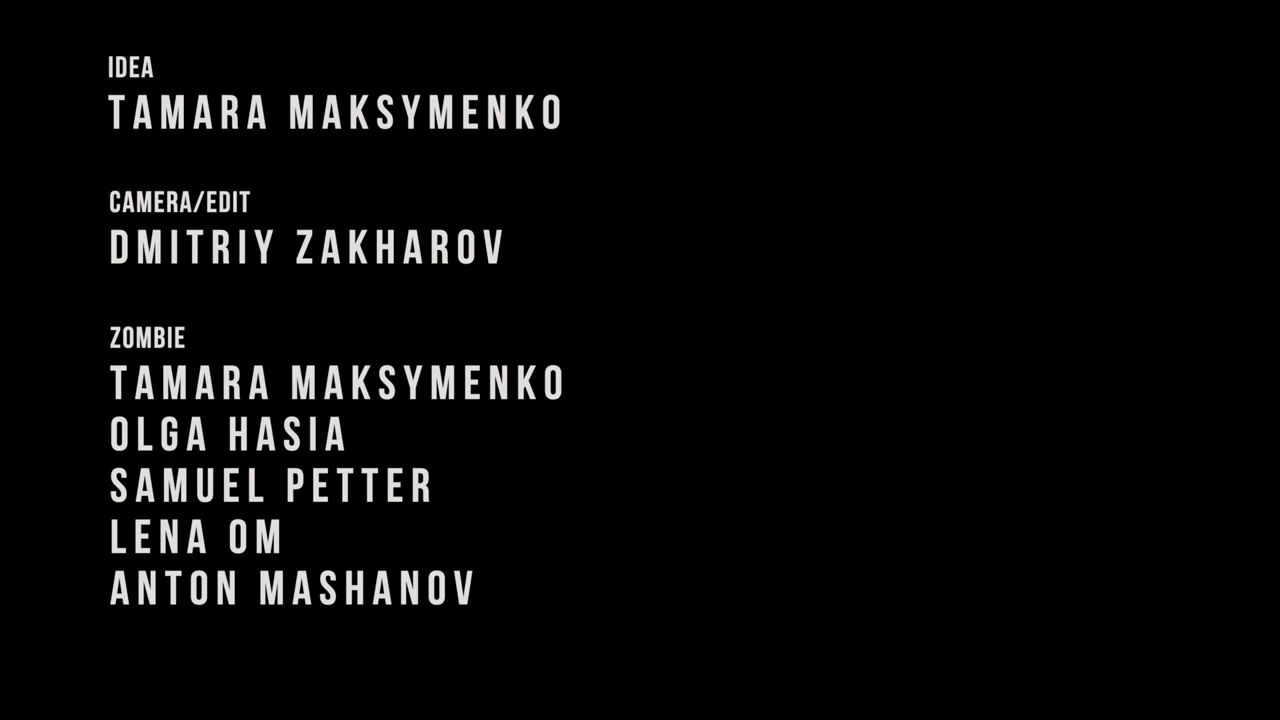 IDEA
TAMARA MAKSYMENKO
CAMERA/EDIT
DMITRIY ZAKHAROV
ZOMBIE
TAMARA MAKSYMENKO
OLGA HASIA
SAMUEL PETTER
LENA OM
ANTON MASHANOV